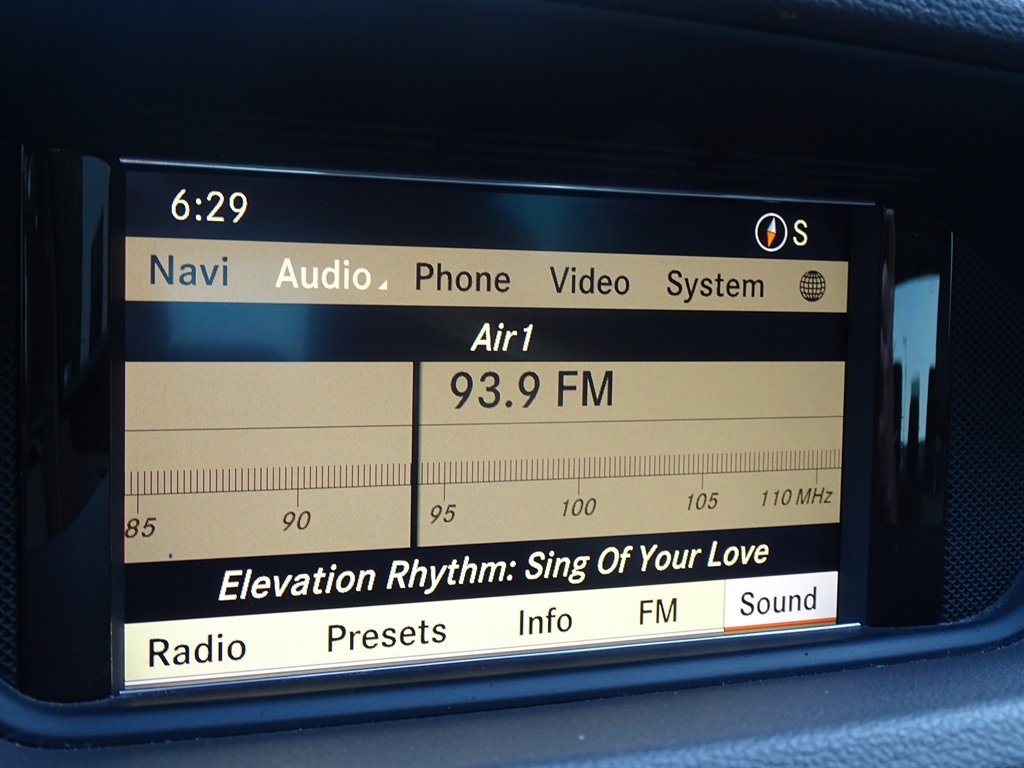 6:29 S
Navi Audio Phone Video System
Air1
93.9 FM
85 90 95 100 105 110 MHz
Elevation Rhythm: Sing Of Your Love
Radio Presets Info FM Sound